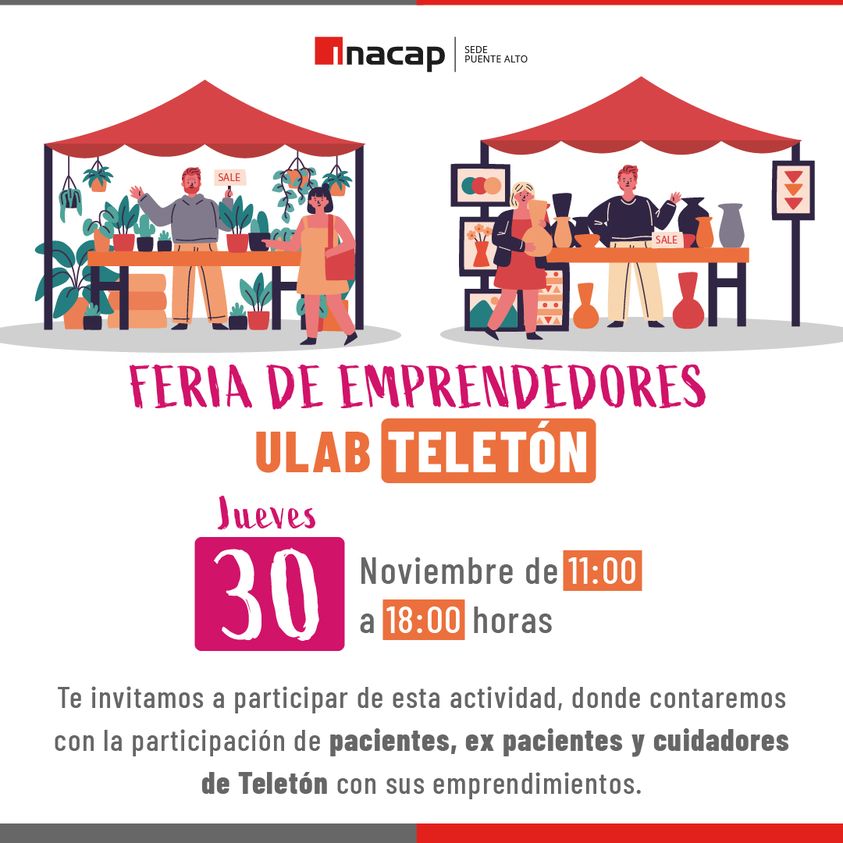 inacap
SEDE
PUENTE ALTO
SALE
SALE
FERIA DE EMPRENDEDORES
ULAB TELETÓN
Jueves
30
Noviembre de 11:00
a 18:00 horas
Te invitamos a participar de esta actividad, donde contaremos
con la participación de pacientes, ex pacientes y cuidadores
de Teletón con sus emprendimientos.